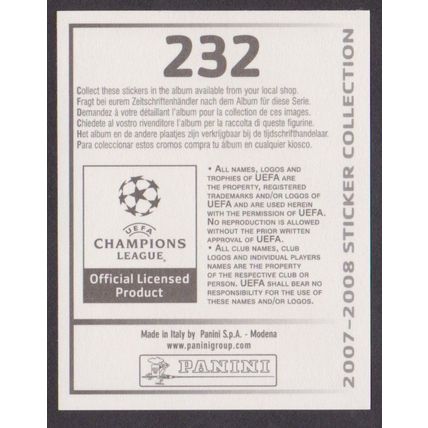 232
Collect these stickers in the album available from your local shop.
Fragt bei eurem Zeitschriftenhändler nach dem Album für diese Serie.
Demandez à votre détaillant l'album pour la collection de ces images.
Chiedete al vostro rivenditore l'album per la raccolta di queste figurine.
Het album en de andere plaatjes zijn verkrijgbaar bij de tijdschrifthandelaar.
Para coleccionar estos cromos compra tu álbum en cualquier kiosco.
UEFA
CHAMPIONS
LEAGUE
Official Licensed
Product
• ALL NAMES, LOGOS AND
TROPHIES OF UEFA ARE
THE PROPERTY, REGISTERED
TRADEMARKS AND/OR LOGOS OF
UEFA AND ARE USED HEREIN
WITH THE PERMISSION OF UEFA.
NO REPRODUCTION IS ALLOWED
WITHOUT THE PRIOR WRITTEN
APPROVAL OF UEFA.
• ALL CLUB NAMES, CLUB
LOGOS AND INDIVIDUAL PLAYERS
NAMES ARE THE PROPERTY OF
THE RESPECTIVE CLUB OR
PERSON. UEFA SHALL BEAR NO
RESPONSIBILITY FOR THE USE OF
THESE NAMES AND/OR LOGOS.
Made in Italy by Panini S.p.A. - Modena
www.paninigroup.com
PANINI
2007-2008 STICKER COLLECTION